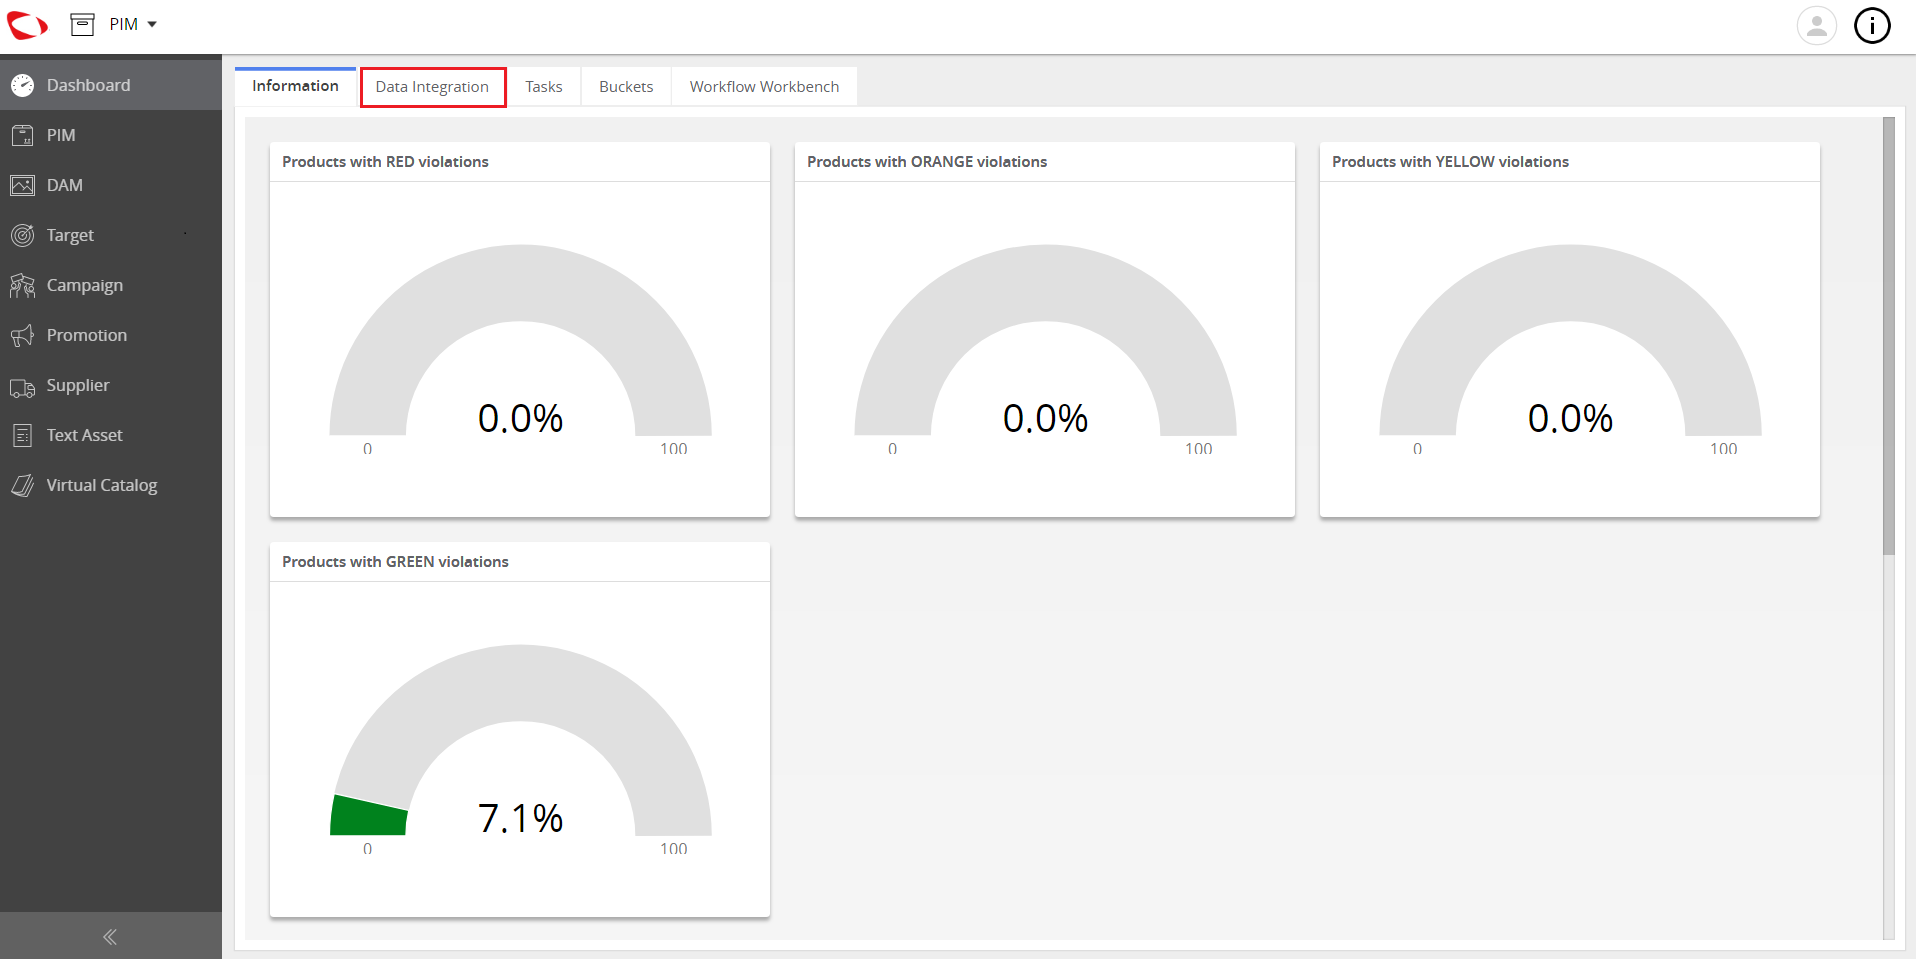 PIM
i
Dashboard
PIM
DAM
Target
Campaign
Promotion
Supplier
Text Asset
Virtual Catalog
Information Data Integration Tasks Buckets Workflow Workbench
Products with RED violations
0.0%
0 100
Products with ORANGE violations
0.0%
0 100
Products with YELLOW violations
0.0%
0 100
Products with GREEN violations
7.1%
0 100